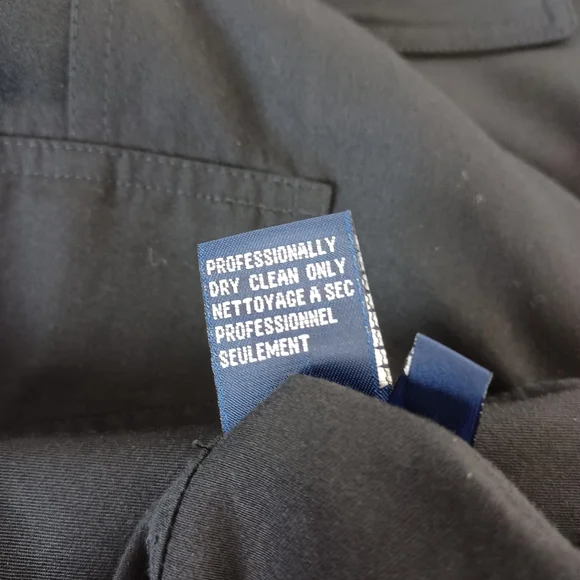 PROFESSIONALLY
DRY CLEAN ONLY
NETTOYAGE A SEC
PROFESSIONNEL
SEULEMENT